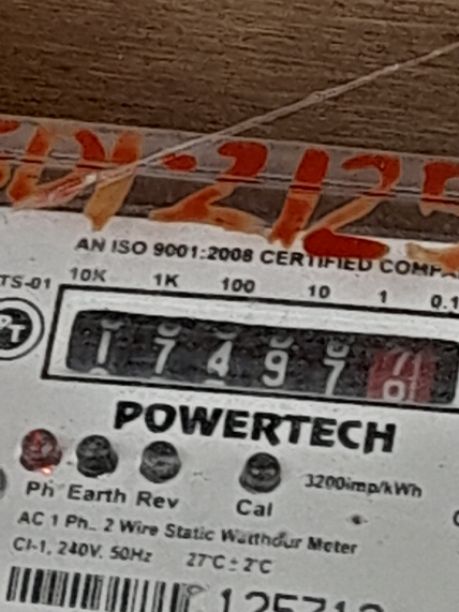 AN ISO 9001:2008 CERTIFIED COMPA
TS-01 10K 1K 100 10 1 0.1
1 7 4 9 7
POWERTECH
Ph Earth Rev Cal 3200imp/kWh
AC 1 Ph.. 2 Wire Static Watthour Meter
Cl-1, 240V, 50Hz 27°C ± 2°C